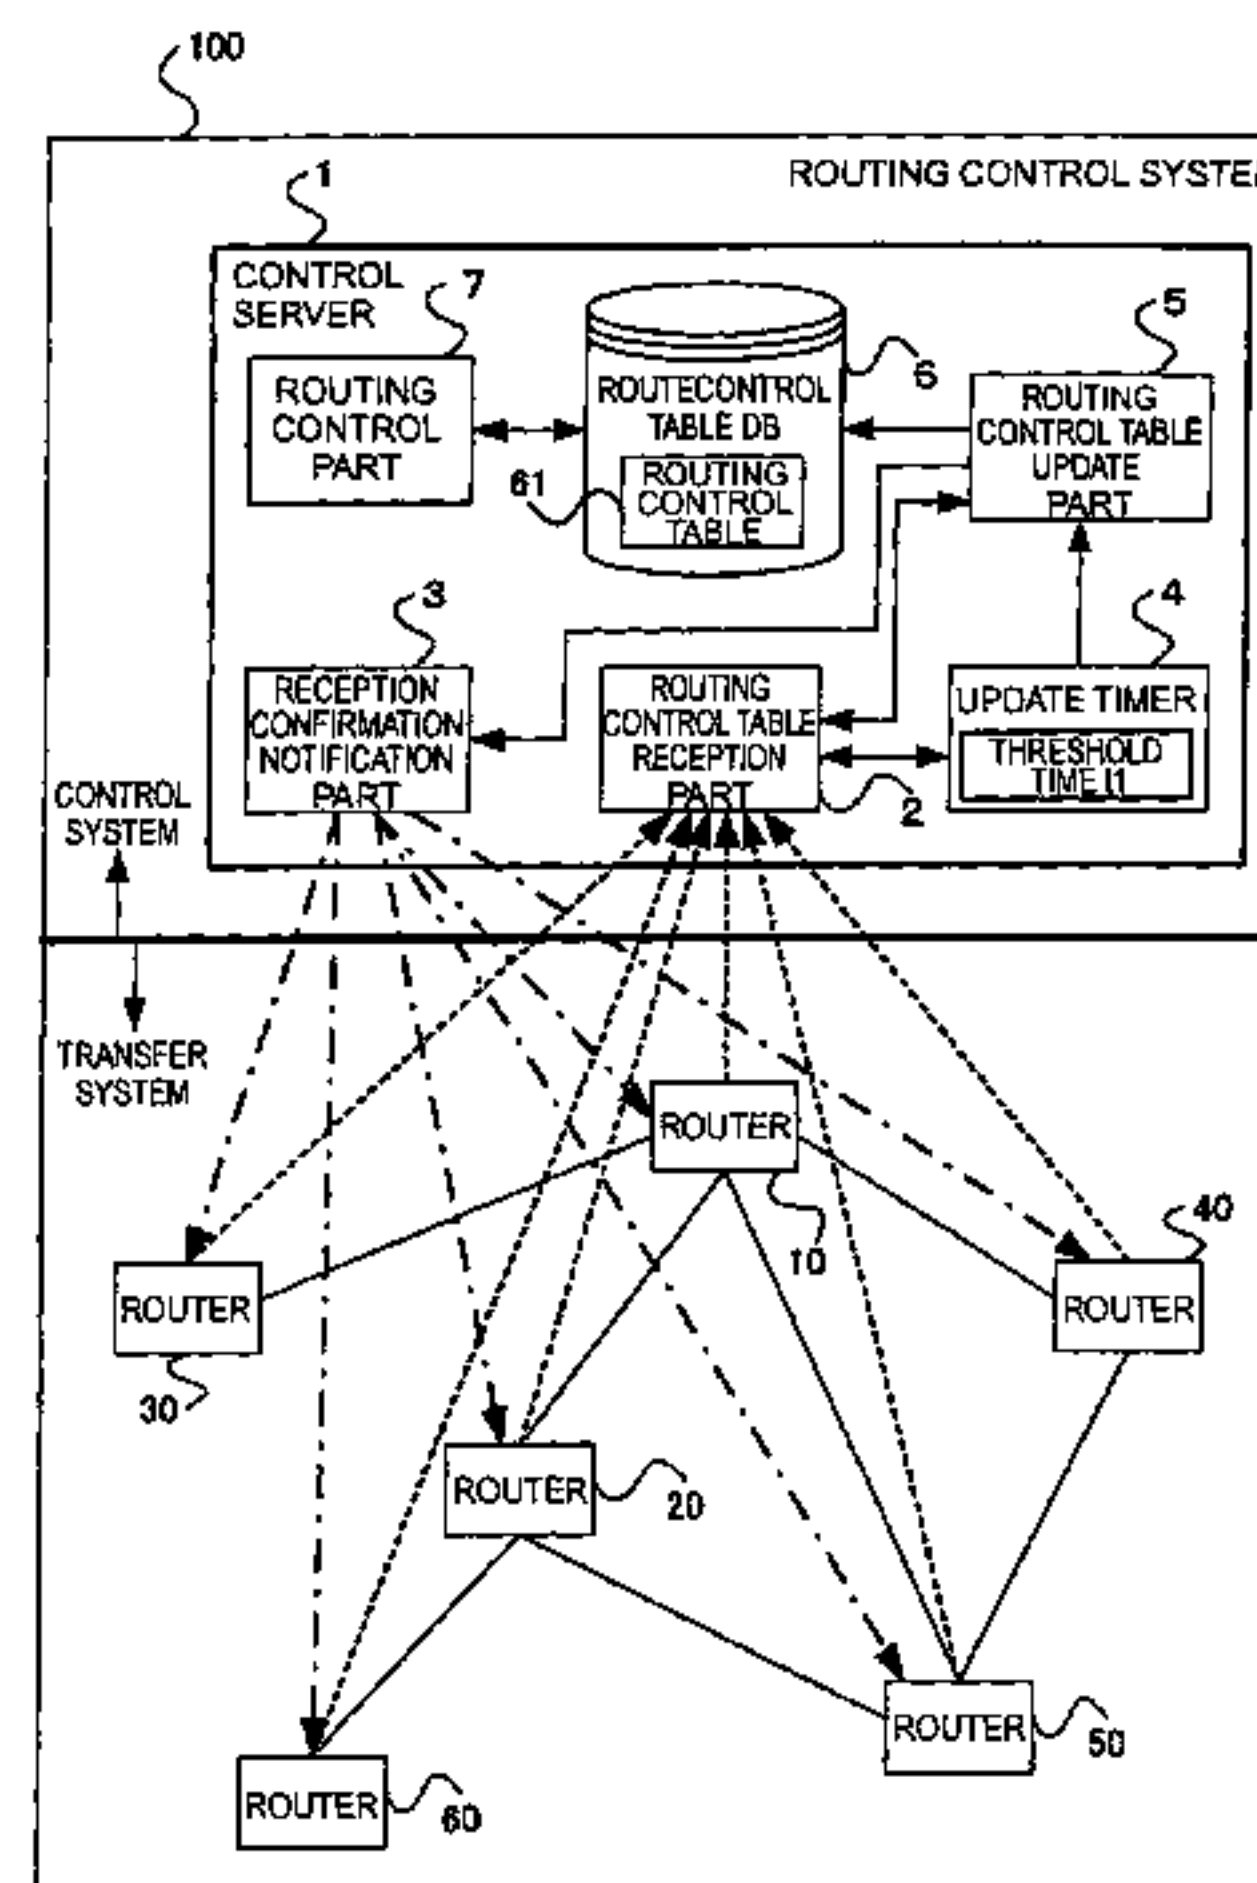 100
ROUTING CONTROL SYSTE
1
CONTROL
SERVER
7
ROUTING
CONTROL
PART
ROUTECONTROL
TABLE DB
6
61
ROUTING
CONTROL
TABLE
5
ROUTING
CONTROL TABLE
UPDATE
PART
3
RECEPTION
CONFIRMATION
NOTIFICATION
PART
ROUTING
CONTROL TABLE
RECEPTION
PART
2
4
UPDATE TIMER
THRESHOLD
TIME I1
CONTROL
SYSTEM
TRANSFER
SYSTEM
ROUTER
10
ROUTER
30
ROUTER
40
ROUTER
20
ROUTER
50
ROUTER
60